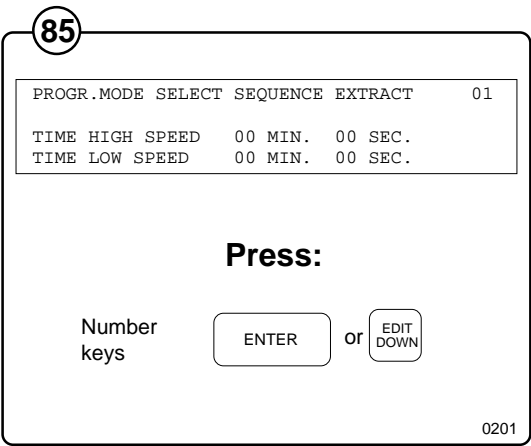 85
PROGR.MODE SELECT SEQUENCE EXTRACT 01
TIME HIGH SPEED 00 MIN. 00 SEC.
TIME LOW SPEED 00 MIN. 00 SEC.
Press:
Number
keys
ENTER
or
EDIT
DOWN
0201